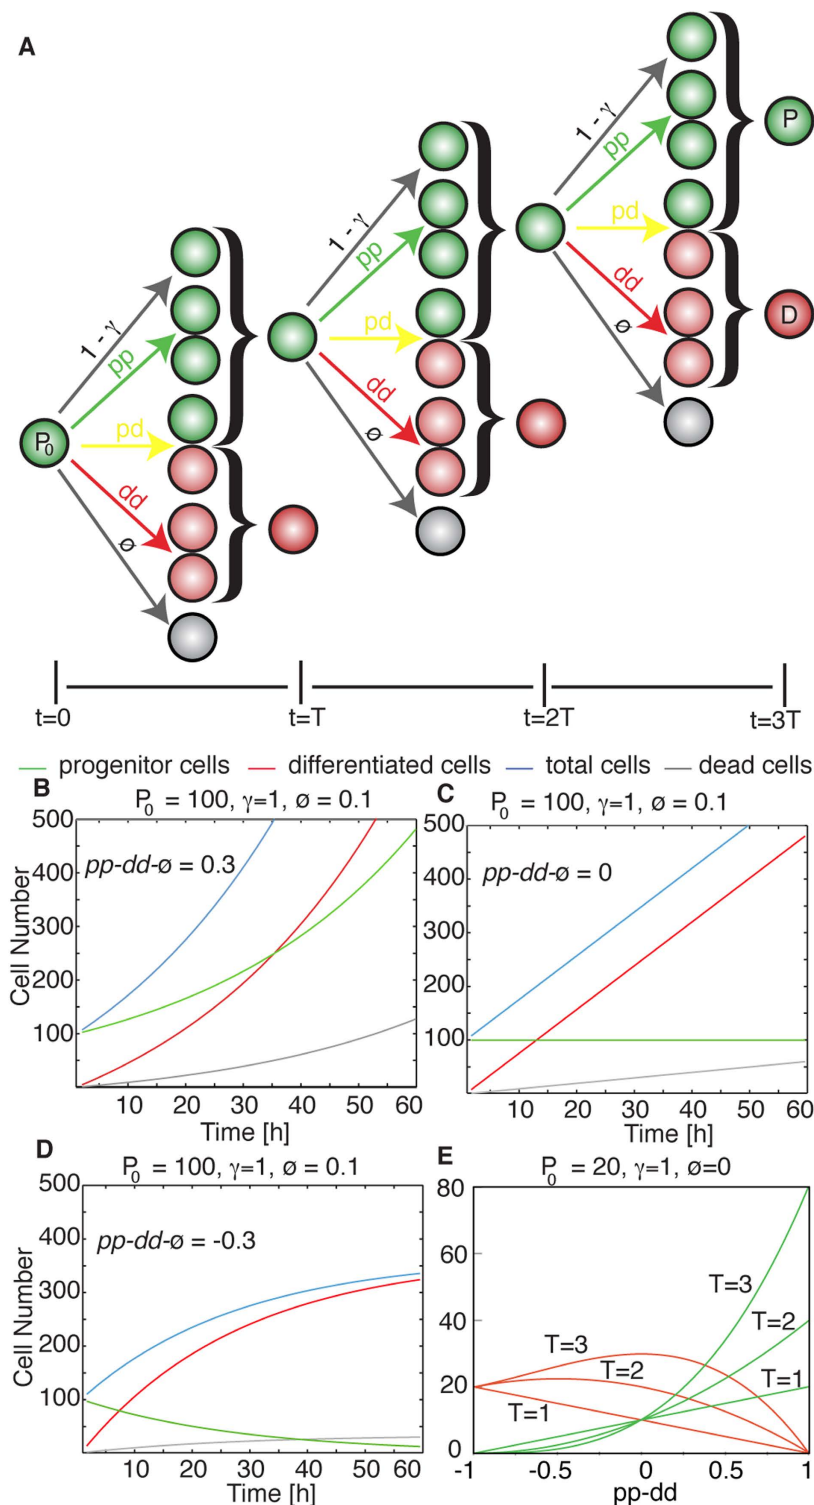 A
1 - γ
pp
pd
dd
ø
P
D
1 - γ
pp
pd
dd
ø
1 - γ
P0
pp
pd
dd
ø
t=0 t=T t=2T t=3T
progenitor cells differentiated cells total cells dead cells
B
P0 = 100, γ=1, ø = 0.1
pp-dd-ø = 0.3
Cell Number
500
400
300
200
100
10 20 30 40 50 60
Time [h]
C
P0 = 100, γ=1, ø = 0.1
pp-dd-ø = 0
500
400
300
200
100
10 20 30 40 50 60
Time [h]
D
P0 = 100, γ=1, ø = 0.1
pp-dd-ø = -0.3
Cell Number
500
400
300
200
100
10 20 30 40 50 60
Time [h]
E
P0 = 20, γ=1, ø=0
80
60
40
20
0
T=3
T=2
T=1
T=3
T=2
T=1
-1 -0.5 0 0.5 1
pp-dd